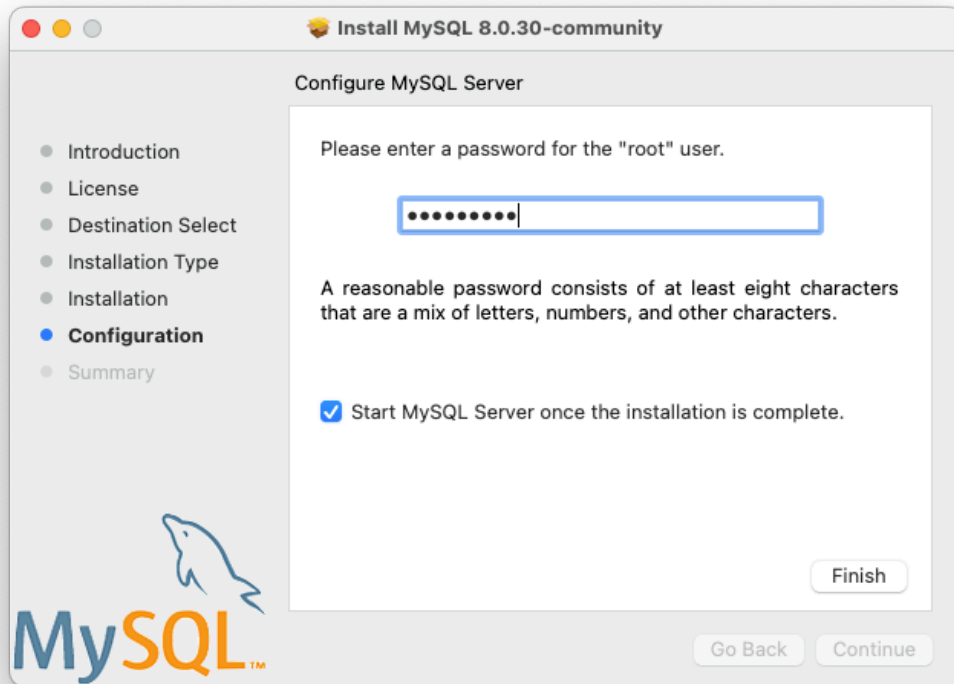 Install MySQL 8.0.30-community
Configure MySQL Server
Introduction
License
Destination Select
Installation Type
Installation
Configuration
Summary
Please enter a password for the "root" user.
•••••••••
A reasonable password consists of at least eight characters
that are a mix of letters, numbers, and other characters.
Start MySQL Server once the installation is complete.
Finish
MySQL™
Go Back
Continue